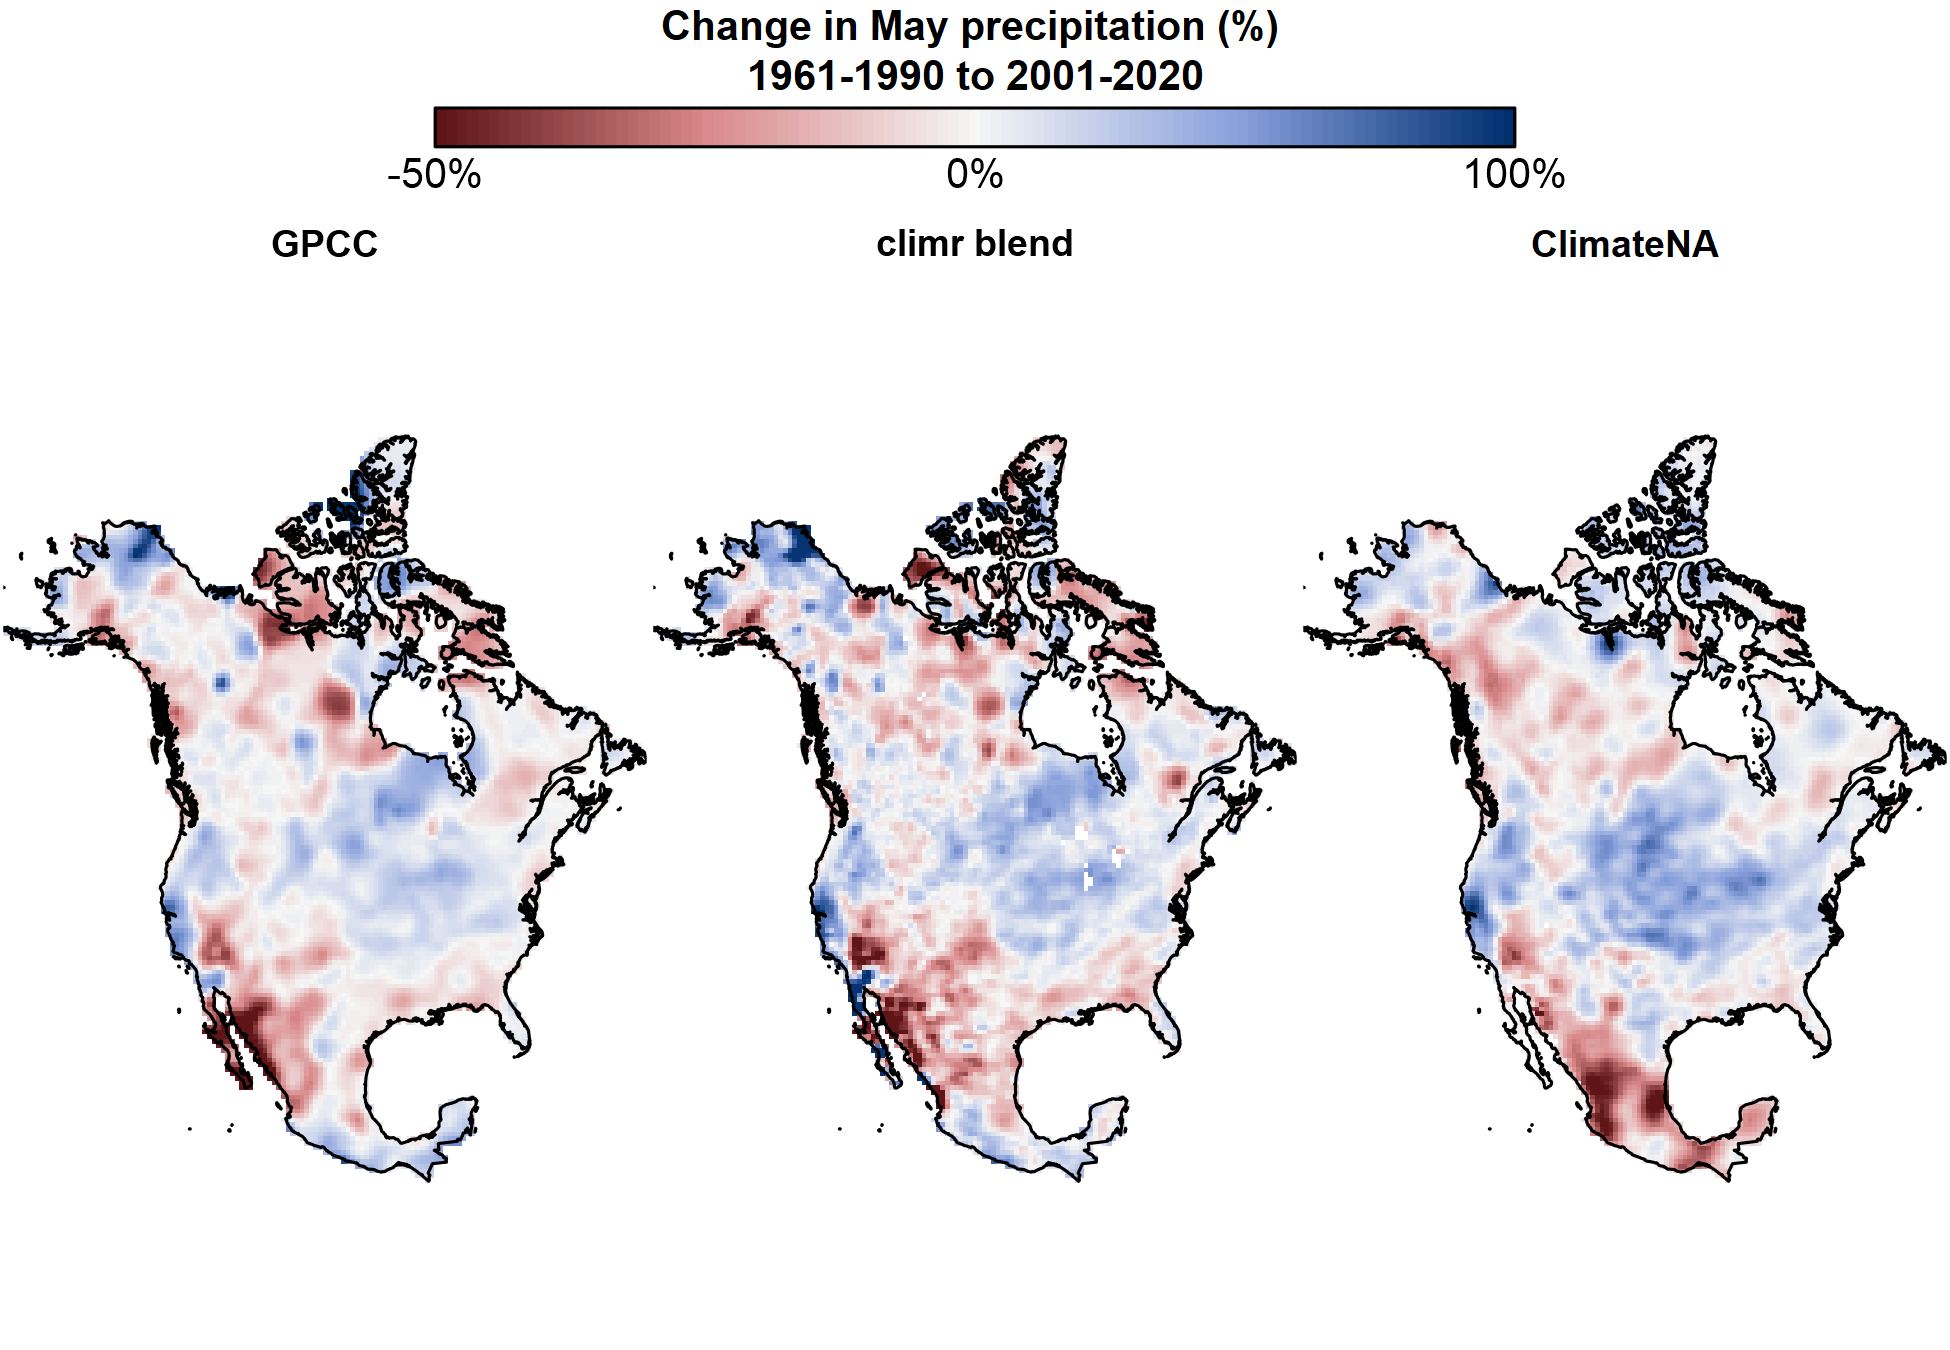 Change in May precipitation (%)
1961-1990 to 2001-2020
-50% 0% 100%
GPCC climr blend ClimateNA